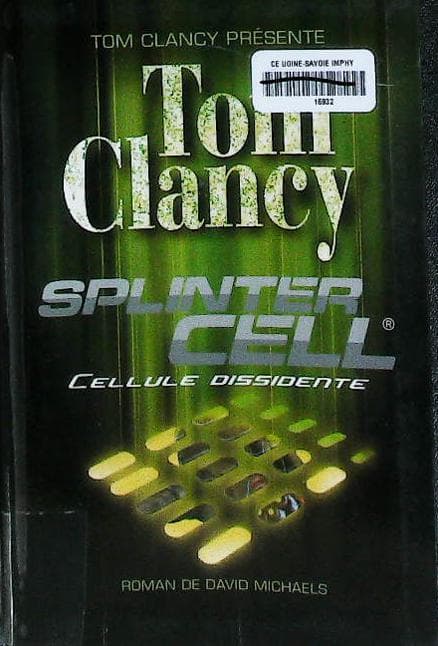 TOM CLANCY PRÉSENTE
CE UGINE-SAVOIE IMPHY
16932
Tom
Clancy
SPLINTER
CELL®
CELLULE DISSIDENTE
ROMAN DE DAVID MICHAELS